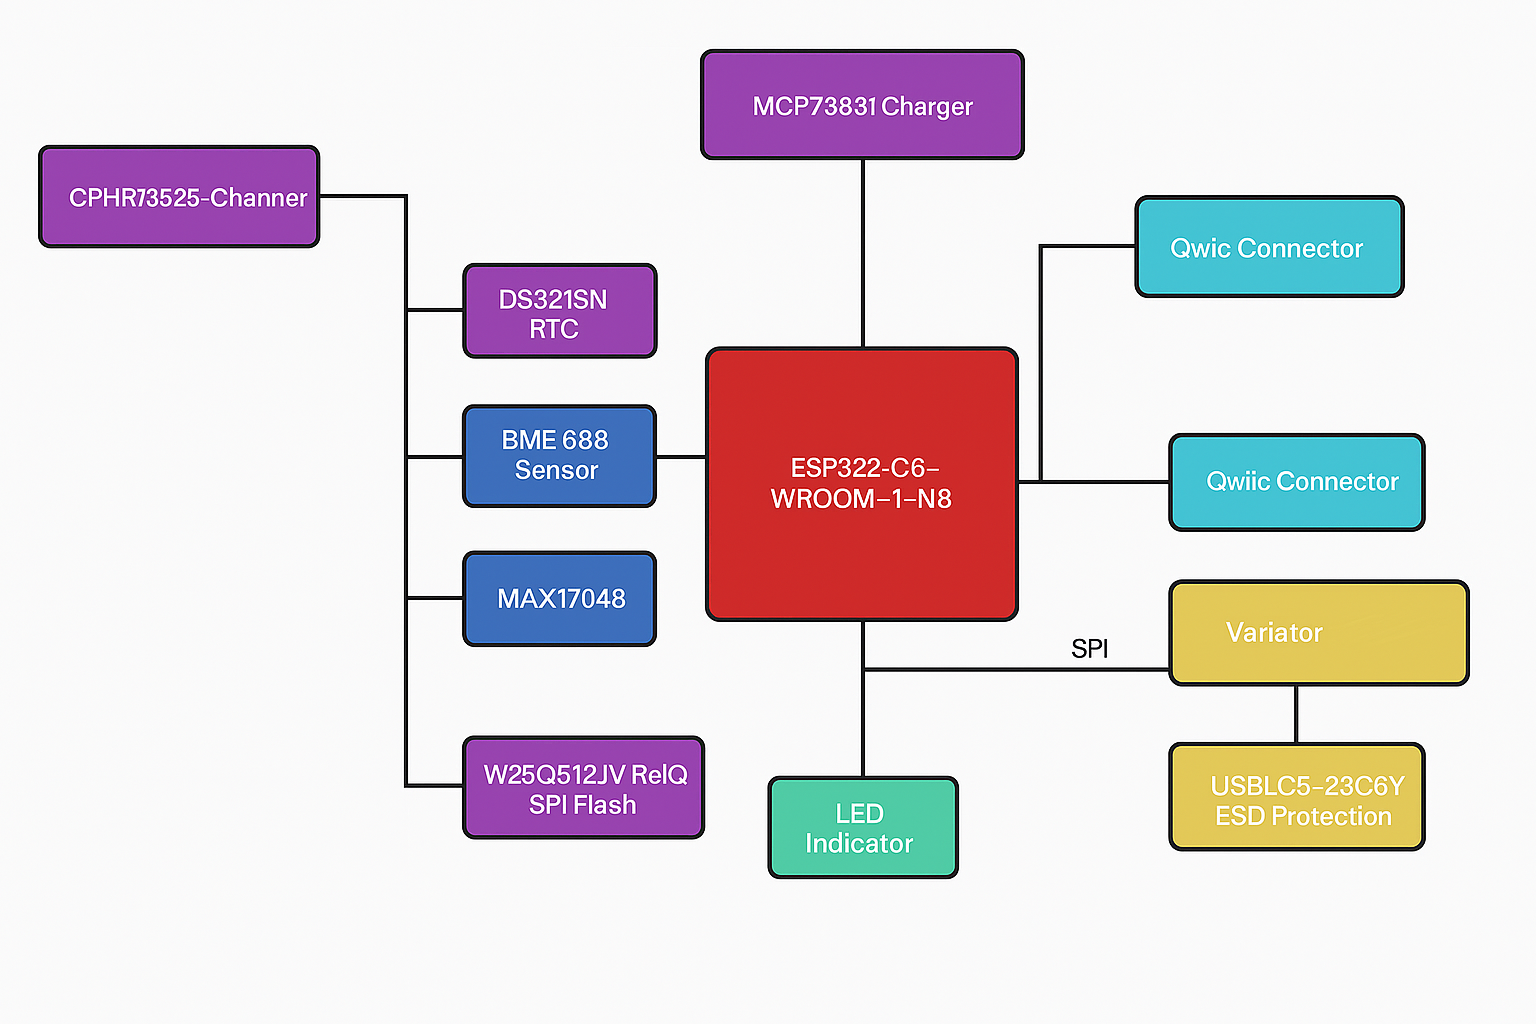 MCP73831 Charger
CPHR73525-Channer
Qwic Connector
DS321SN
RTC
BME 688
Sensor
ESP322-C6–
WROOM–1–N8
Qwiic Connector
MAX17048
Variator
SPI
W25Q512JV RelQ
SPI Flash
LED
Indicator
USBLC5–23C6Y
ESD Protection